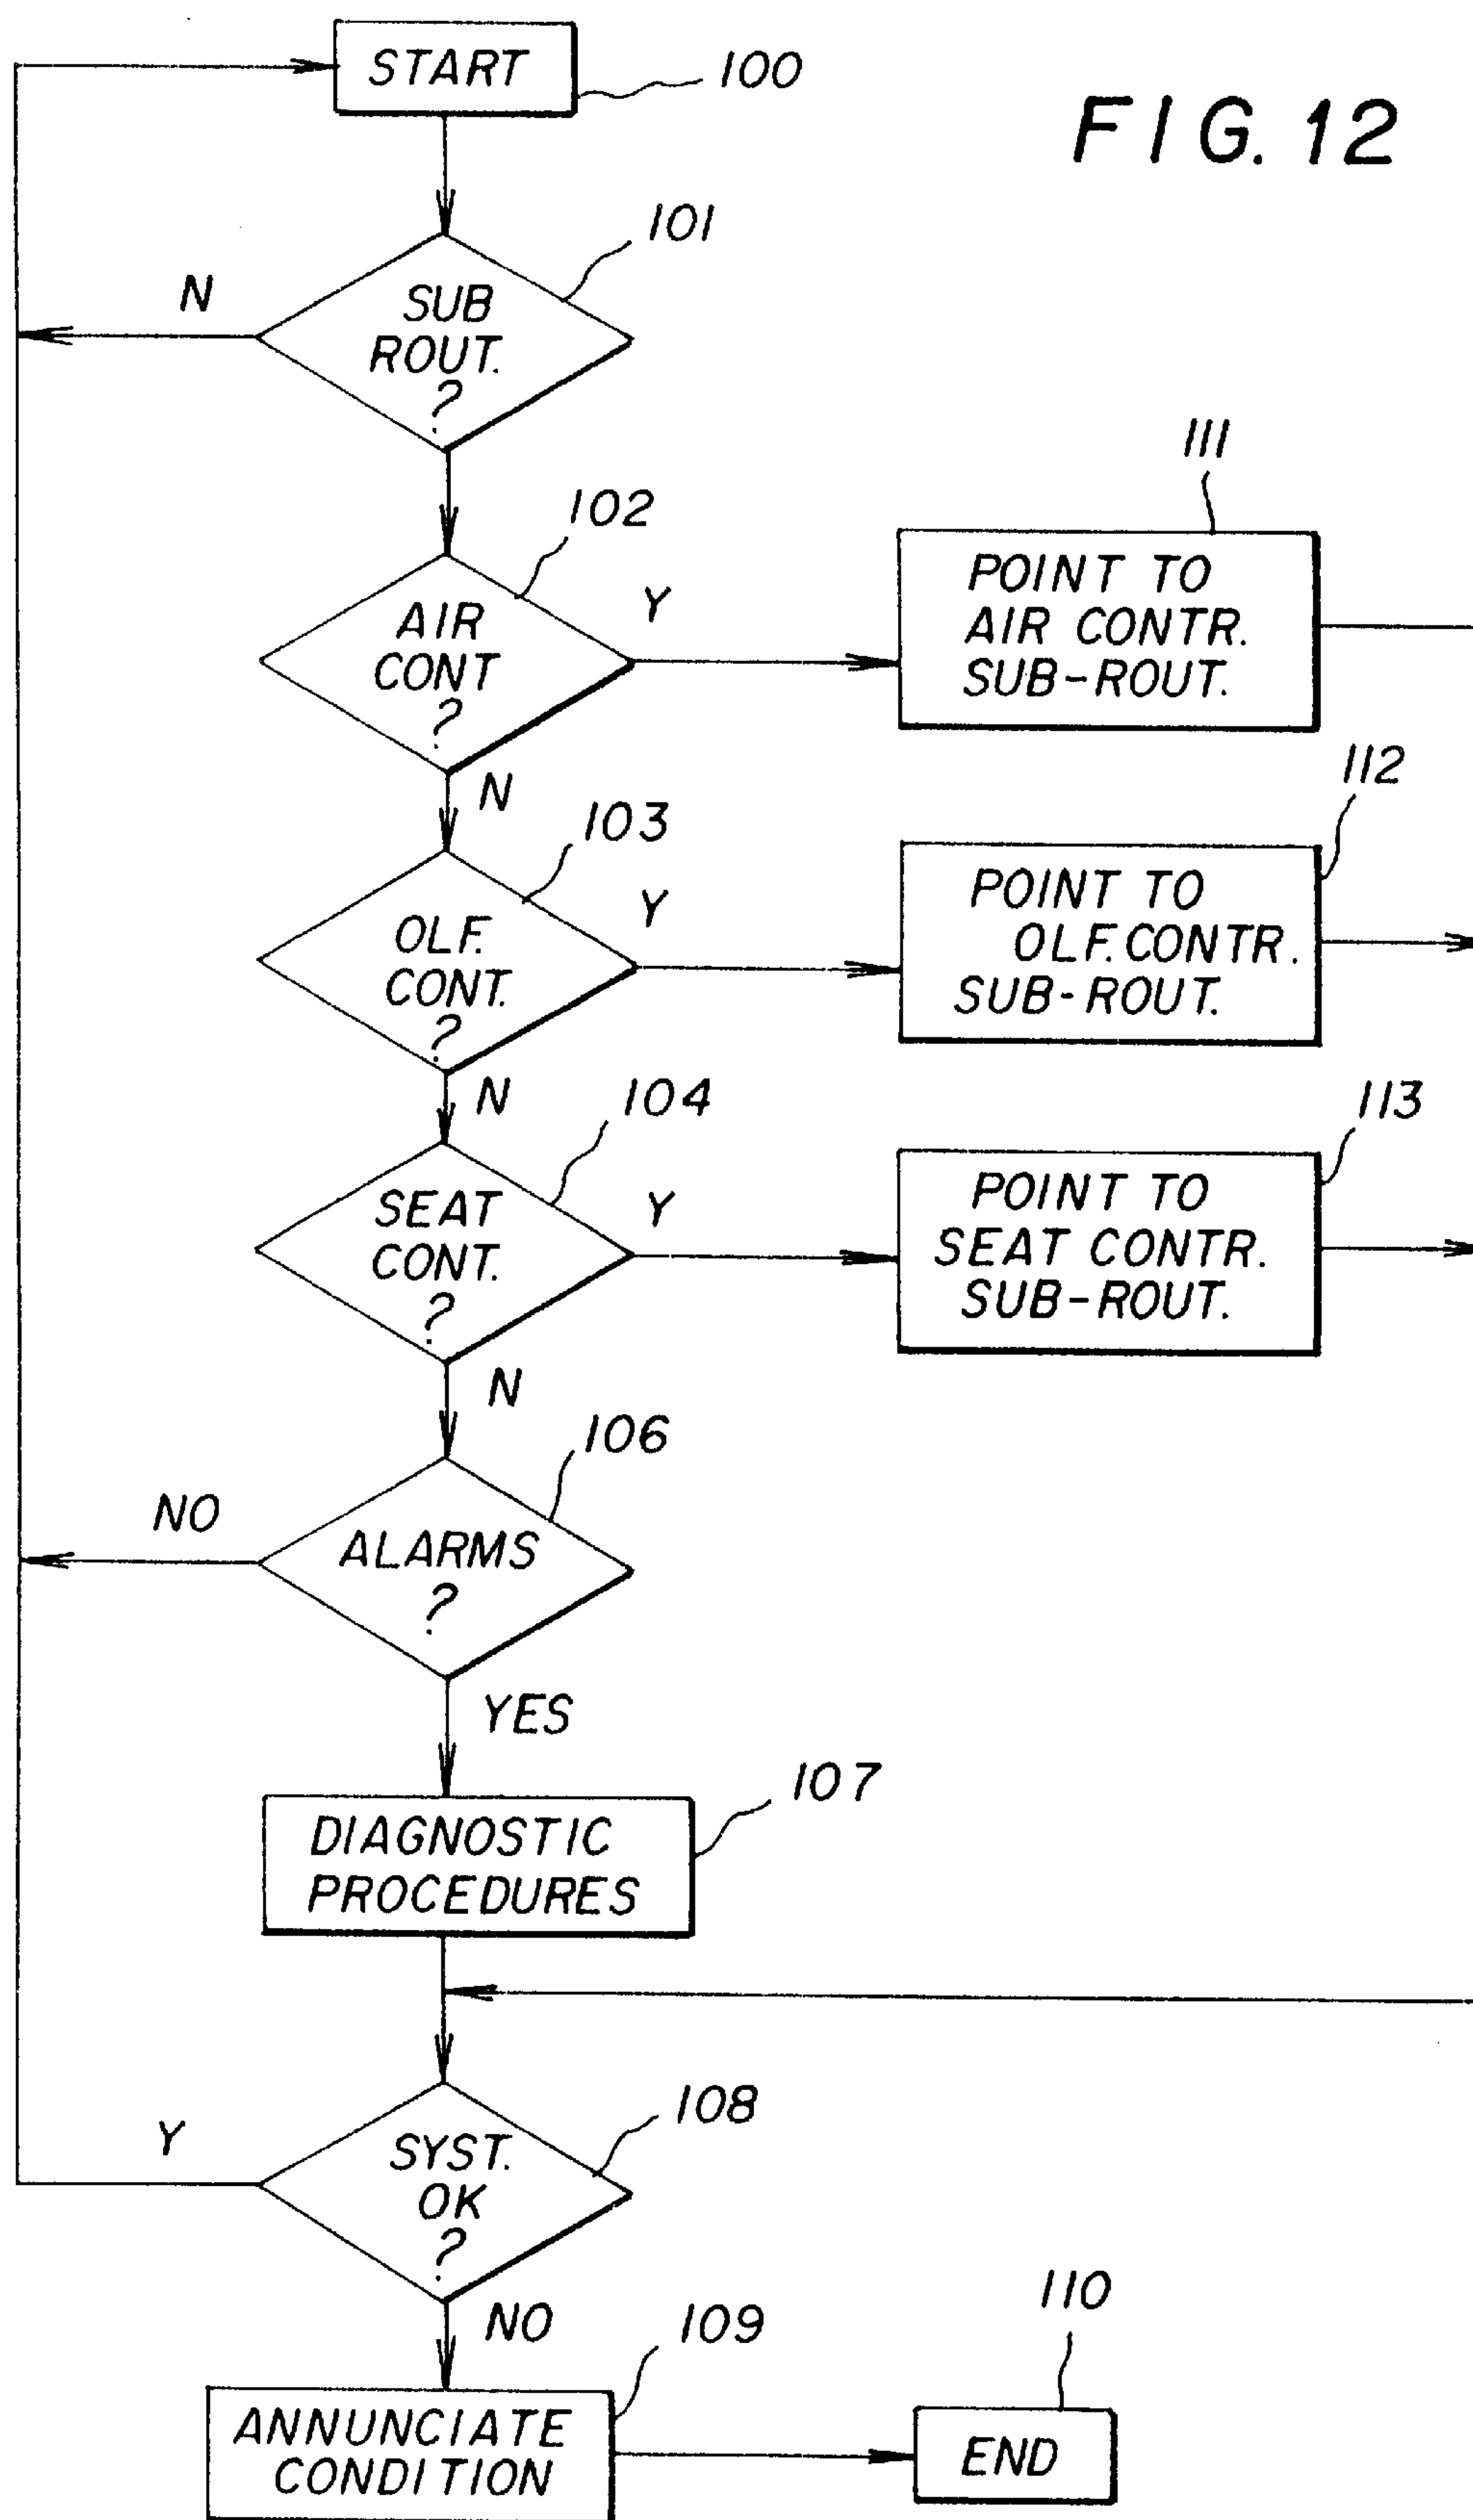 START
100
FIG. 12
101
N
SUB
ROUT.
?
111
102
Y
AIR
CONT
?
POINT TO
AIR CONTR.
SUB-ROUT.
N
112
103
Y
OLF.
CONT.
?
POINT TO
OLF. CONTR.
SUB-ROUT.
N
104
113
Y
SEAT
CONT.
?
POINT TO
SEAT CONTR.
SUB-ROUT.
N
106
NO
ALARMS
?
YES
107
DIAGNOSTIC
PROCEDURES
108
Y
SYST.
OK
?
NO
109
110
ANNUNCIATE
CONDITION
END